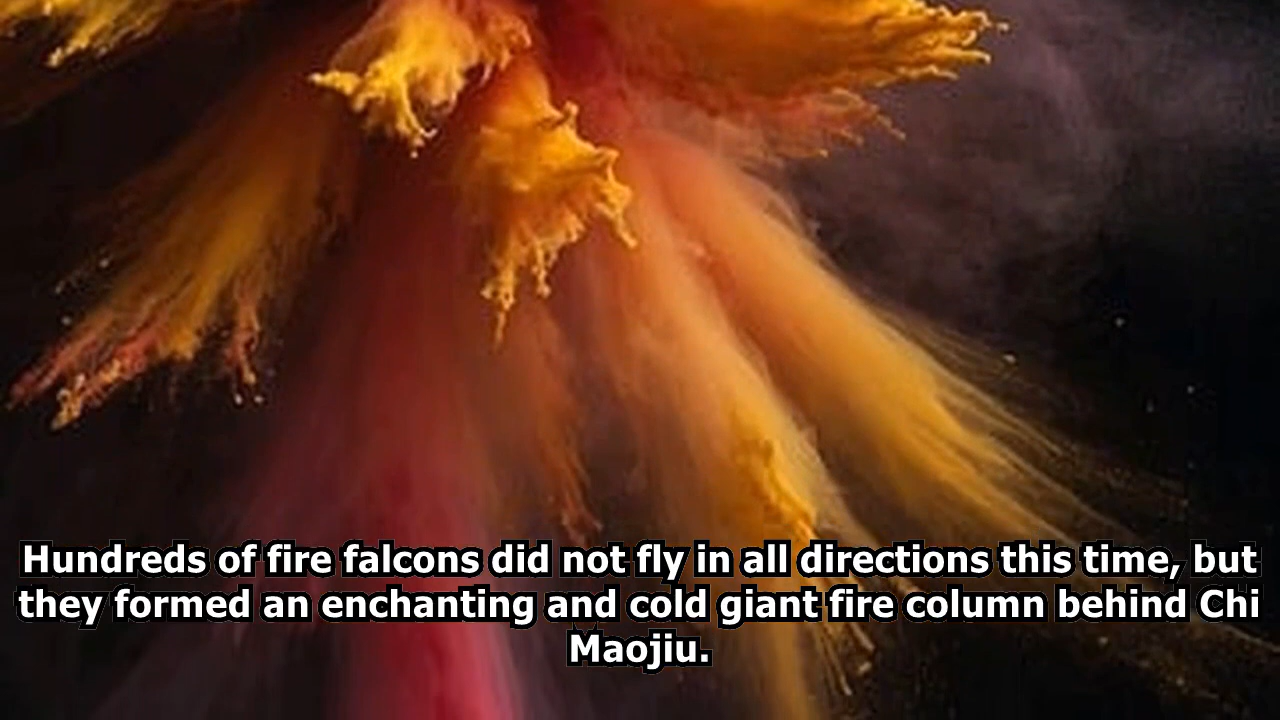 Hundreds of fire falcons did not fly in all directions this time, but
they formed an enchanting and cold giant fire column behind Chi
Maojiu.